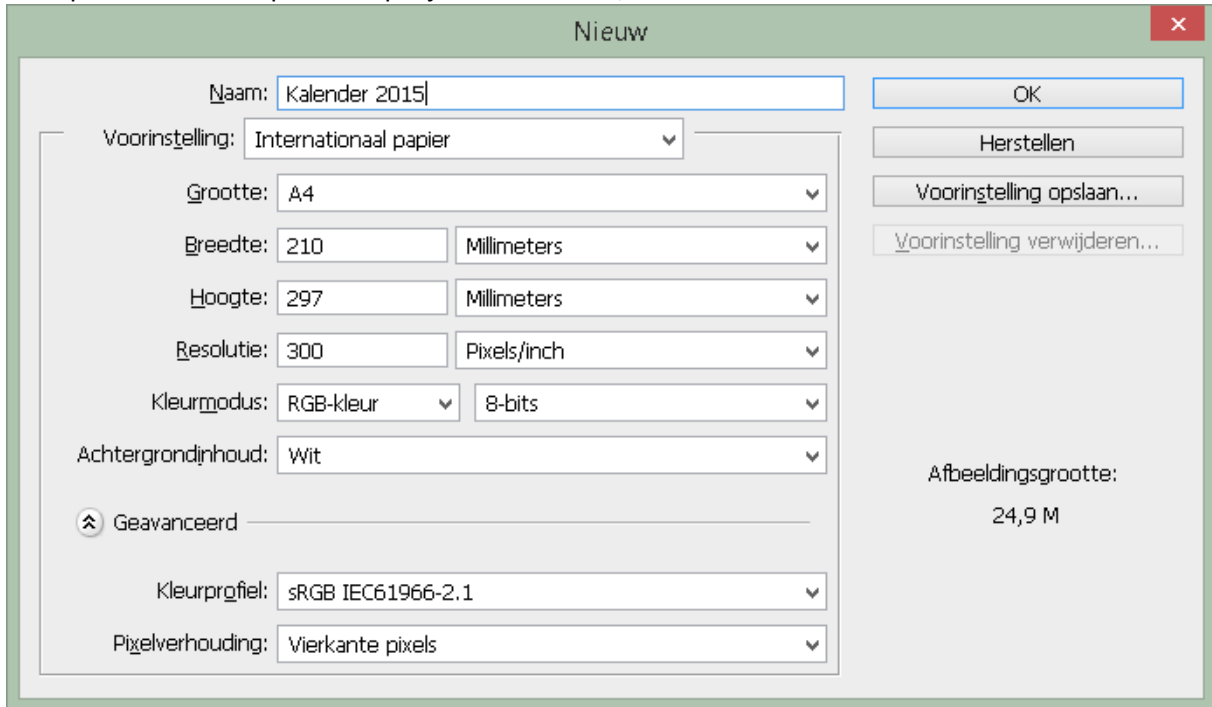 Nieuw
Naam: Kalender 2015 OK
Voorinstelling: Internationaal papier Herstellen
Grootte: A4 Voorinstelling opslaan...
Breedte: 210 Millimeters Voorinstelling verwijderen...
Hoogte: 297 Millimeters
Resolutie: 300 Pixels/inch
Kleurmodus: RGB-kleur 8-bits
Achtergrondinhoud: Wit
Afbeeldingsgrootte:
Geavanceerd 24,9 M
Kleurprofiel: sRGB IEC61966-2.1
Pixelverhouding: Vierkante pixels